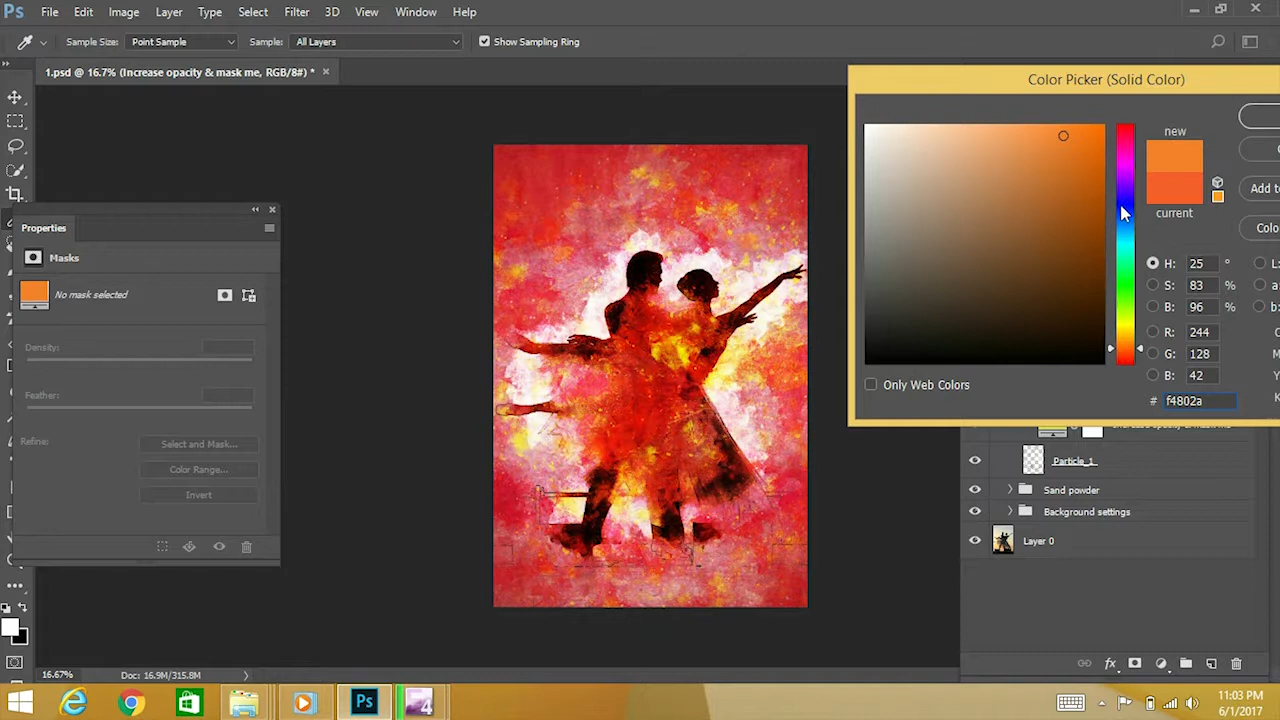 Ps File Edit Image Layer Type Select Filter 3D View Window Help
Sample Size: Point Sample Sample: All Layers Show Sampling Ring
1.psd @ 16.7% (Increase opacity & mask me, RGB/8#) * ×
Color Picker (Solid Color)
new
current
Add to
Colo
H: 25 °
S: 83 %
B: 96 %
R: 244
G: 128
B: 42
L:
a:
b:
# f4802a
Only Web Colors
Properties
Masks
No mask selected
Density:
Feather:
Refine:
Select and Mask...
Color Range...
Invert
Particle_1
Sand powder
Background settings
Layer 0
fx
16.67% Doc: 16.9M/315.8M
Ps
4
11:03 PM
6/1/2017